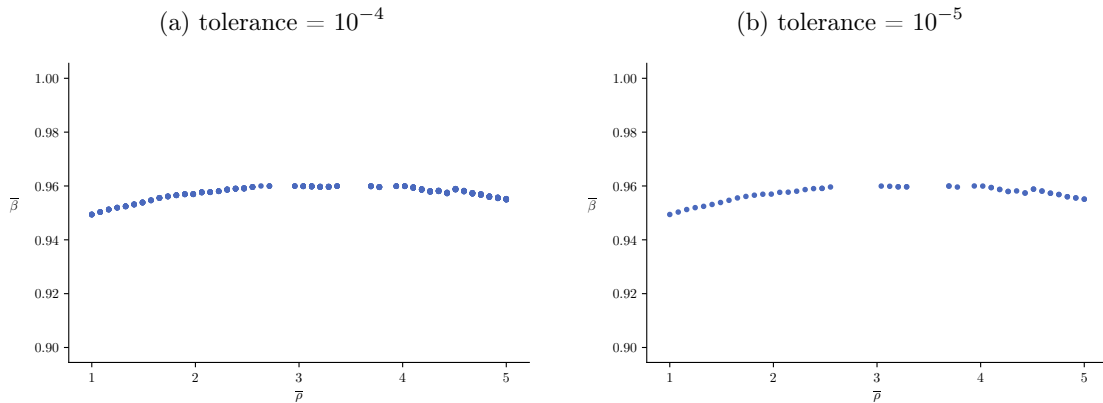 (a) tolerance = 10⁻⁴
1.00
0.98
0.96
0.94
0.92
0.90
β̅
1 2 3 4 5
ρ̅
(b) tolerance = 10⁻⁵
1.00
0.98
0.96
0.94
0.92
0.90
β̅
1 2 3 4 5
ρ̅